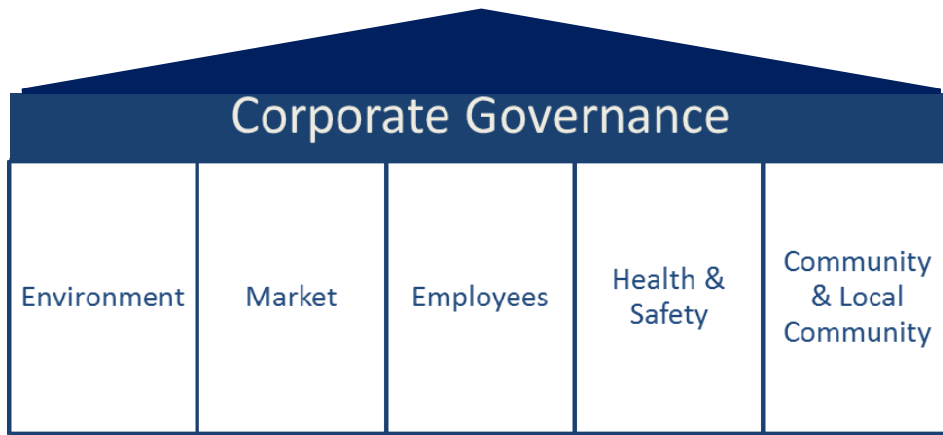 Corporate Governance
Environment
Market
Employees
Health &
Safety
Community
& Local
Community